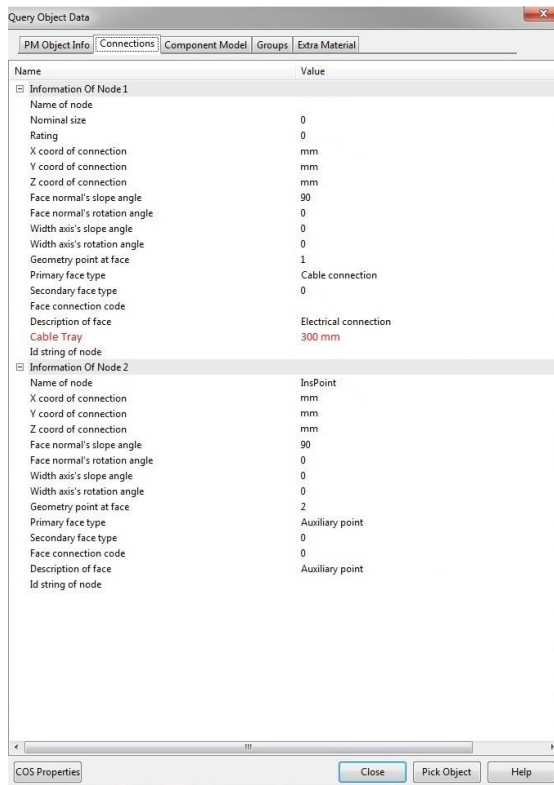 Query Object Data
PM Object Info Connections Component Model Groups Extra Material
Name Value
Information Of Node 1
Name of node
Nominal size 0
Rating 0
X coord of connection mm
Y coord of connection mm
Z coord of connection mm
Face normal's slope angle 90
Face normal's rotation angle 0
Width axis's slope angle 0
Width axis's rotation angle 0
Geometry point at face 1
Primary face type Cable connection
Secondary face type 0
Face connection code
Description of face Electrical connection
Cable Tray 300 mm
Id string of node
Information Of Node 2
Name of node InsPoint
X coord of connection mm
Y coord of connection mm
Z coord of connection mm
Face normal's slope angle 90
Face normal's rotation angle 0
Width axis's slope angle 0
Width axis's rotation angle 0
Geometry point at face 2
Primary face type Auxiliary point
Secondary face type 0
Face connection code 0
Description of face Auxiliary point
Id string of node
COS Properties Close Pick Object Help